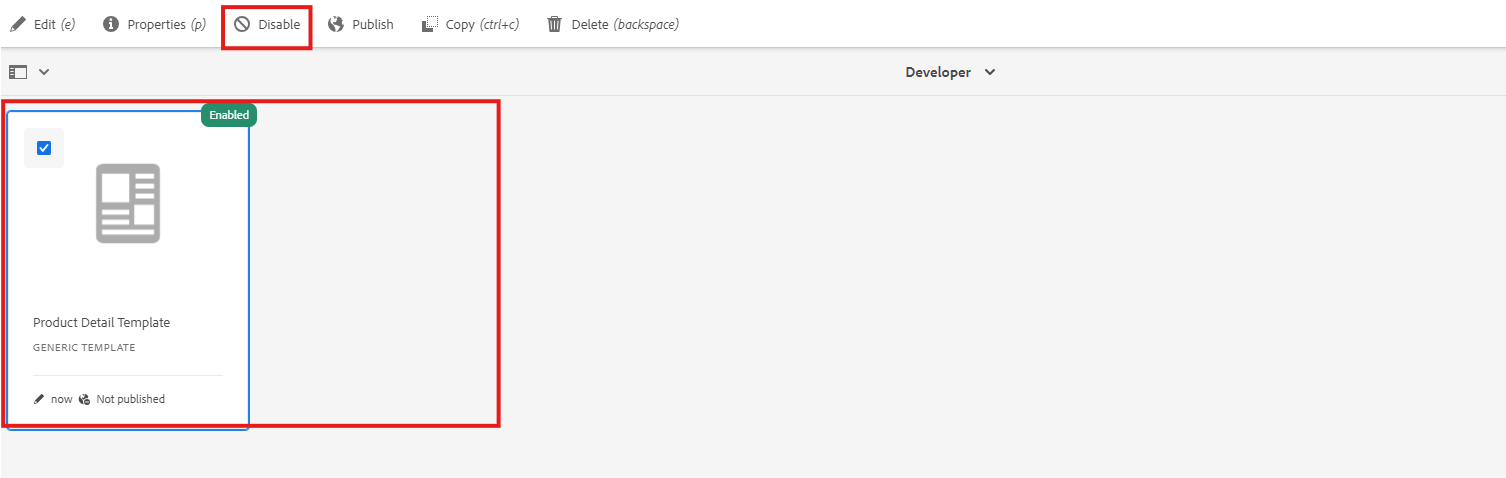 Edit (e) Properties (p) Disable Publish Copy (ctrl+c) Delete (backspace)
Developer
Enabled
Product Detail Template
GENERIC TEMPLATE
now Not published